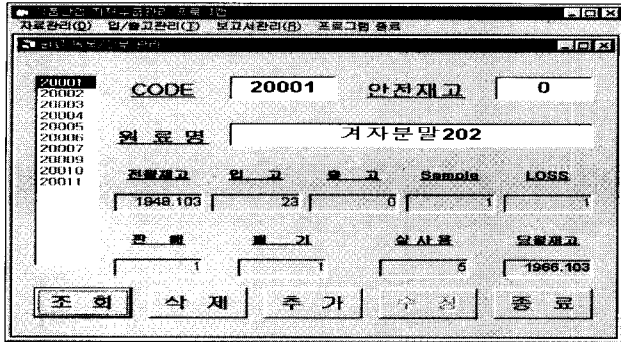 자료관리(Q) 입/출고관리(T) 보고서관리(R) 프로그램 종료
20001
20002
20003
20004
20005
20006
20007
20009
20010
20011
CODE 20001 안전재고 0
원 료 명 겨자분말202
전월재고 입 고 출 고 Sample LOSS
1948.103 23 0 1 1
판 매 폐 기 실 사 용 당월재고
1 1 5 1966.103
조 회 삭 제 추 가 수 정 종 료